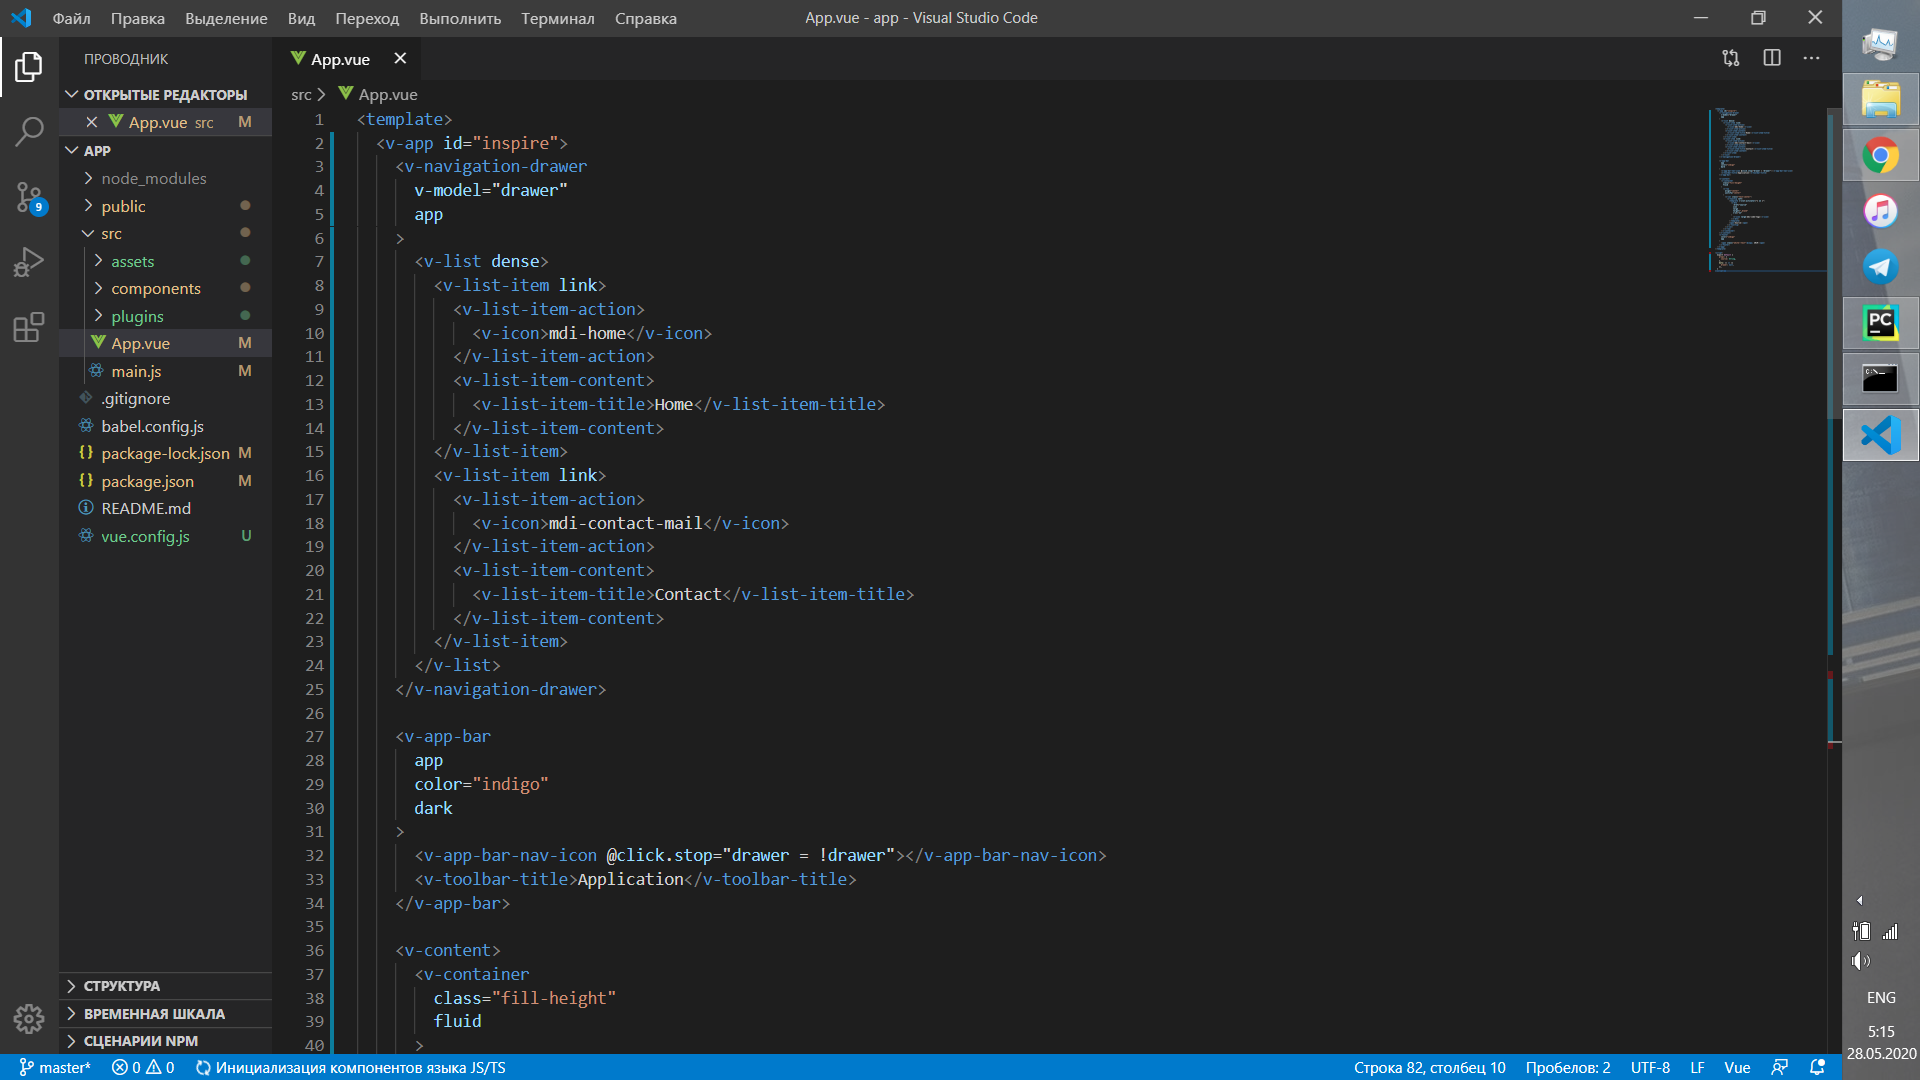 Файл Правка Выделение Вид Переход Выполнить Терминал Справка
App.vue - app - Visual Studio Code
ПРОВОДНИК
ОТКРЫТЫЕ РЕДАКТОРЫ
App.vue src M
APP
node_modules
public
src
assets
components
plugins
App.vue M
main.js M
.gitignore
babel.config.js
package-lock.json M
package.json M
README.md
vue.config.js U
СТРУКТУРА
ВРЕМЕННАЯ ШКАЛА
СЦЕНАРИИ NPM
9
App.vue
src > App.vue
1 <template>
2 <v-app id="inspire">
3 <v-navigation-drawer
4 v-model="drawer"
5 app
6 >
7 <v-list dense>
8 <v-list-item link>
9 <v-list-item-action>
10 <v-icon>mdi-home</v-icon>
11 </v-list-item-action>
12 <v-list-item-content>
13 <v-list-item-title>Home</v-list-item-title>
14 </v-list-item-content>
15 </v-list-item>
16 <v-list-item link>
17 <v-list-item-action>
18 <v-icon>mdi-contact-mail</v-icon>
19 </v-list-item-action>
20 <v-list-item-content>
21 <v-list-item-title>Contact</v-list-item-title>
22 </v-list-item-content>
23 </v-list-item>
24 </v-list>
25 </v-navigation-drawer>
26
27 <v-app-bar
28 app
29 color="indigo"
30 dark
31 >
32 <v-app-bar-nav-icon @click.stop="drawer = !drawer"></v-app-bar-nav-icon>
33 <v-toolbar-title>Application</v-toolbar-title>
34 </v-app-bar>
35
36 <v-content>
37 <v-container
38 class="fill-height"
39 fluid
40 >
master* 0 0 Инициализация компонентов языка JS/TS
Строка 82, столбец 10 Пробелов: 2 UTF-8 LF Vue
PC
C:\
ENG
5:15
28.05.2020